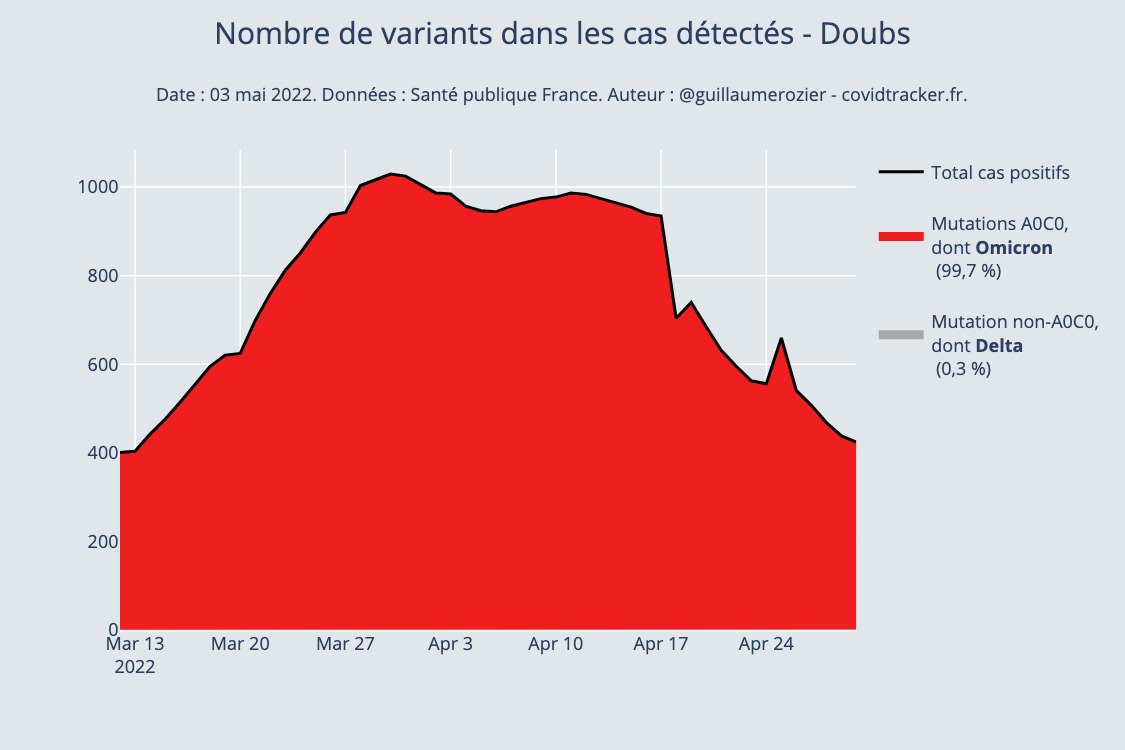 Nombre de variants dans les cas détectés - Doubs
Date : 03 mai 2022. Données : Santé publique France. Auteur : @guillaumerozier - covidtracker.fr.
1000
800
600
400
200
0
Mar 13
2022
Mar 20
Mar 27
Apr 3
Apr 10
Apr 17
Apr 24
Total cas positifs
Mutations A0C0,
dont Omicron
(99,7 %)
Mutation non-A0C0,
dont Delta
(0,3 %)